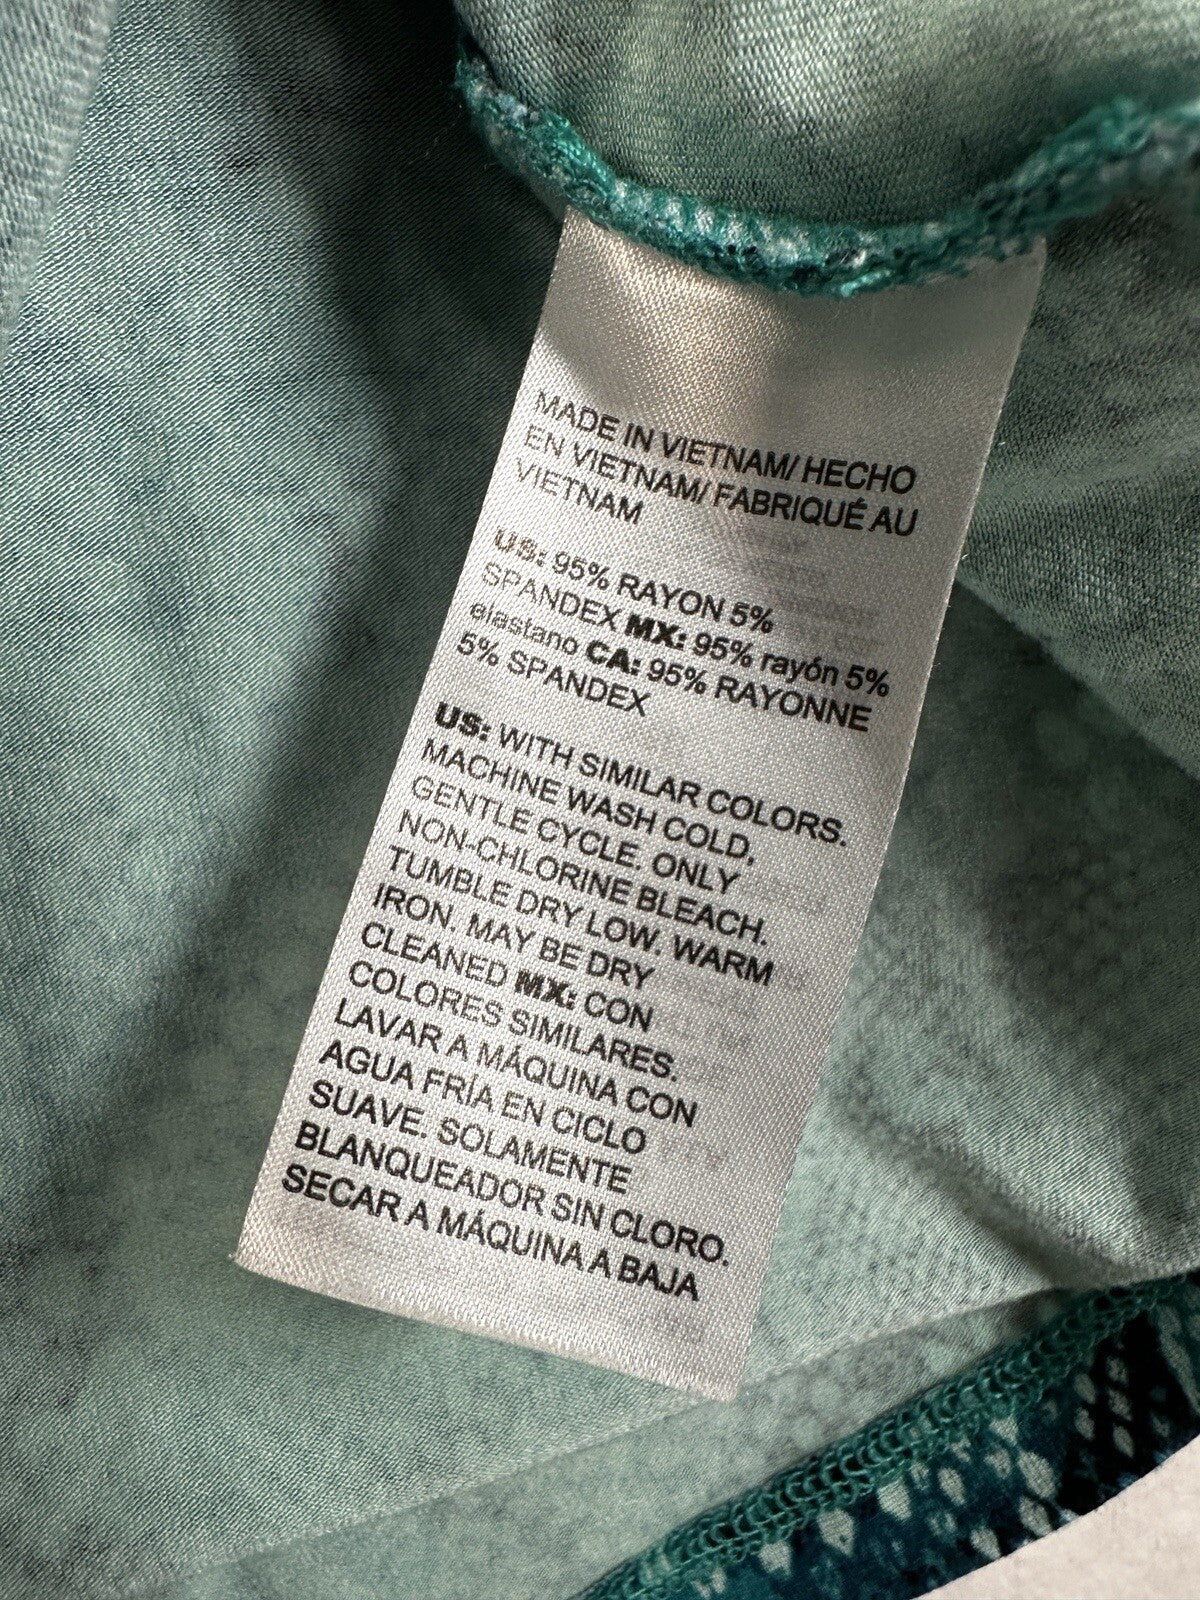 MADE IN VIETNAM/ HECHO
EN VIETNAM/ FABRIQUÉ AU
VIETNAM
US: 95% RAYON 5%
SPANDEX MX: 95% rayón 5%
elastano CA: 95% RAYONNE
5% SPANDEX
US: WITH SIMILAR COLORS.
MACHINE WASH COLD,
GENTLE CYCLE. ONLY
NON-CHLORINE BLEACH.
TUMBLE DRY LOW. WARM
IRON. MAY BE DRY
CLEANED MX: CON
COLORES SIMILARES.
LAVAR A MÁQUINA CON
AGUA FRÍA EN CICLO
SUAVE. SOLAMENTE
BLANQUEADOR SIN CLORO.
SECAR A MÁQUINA A BAJA